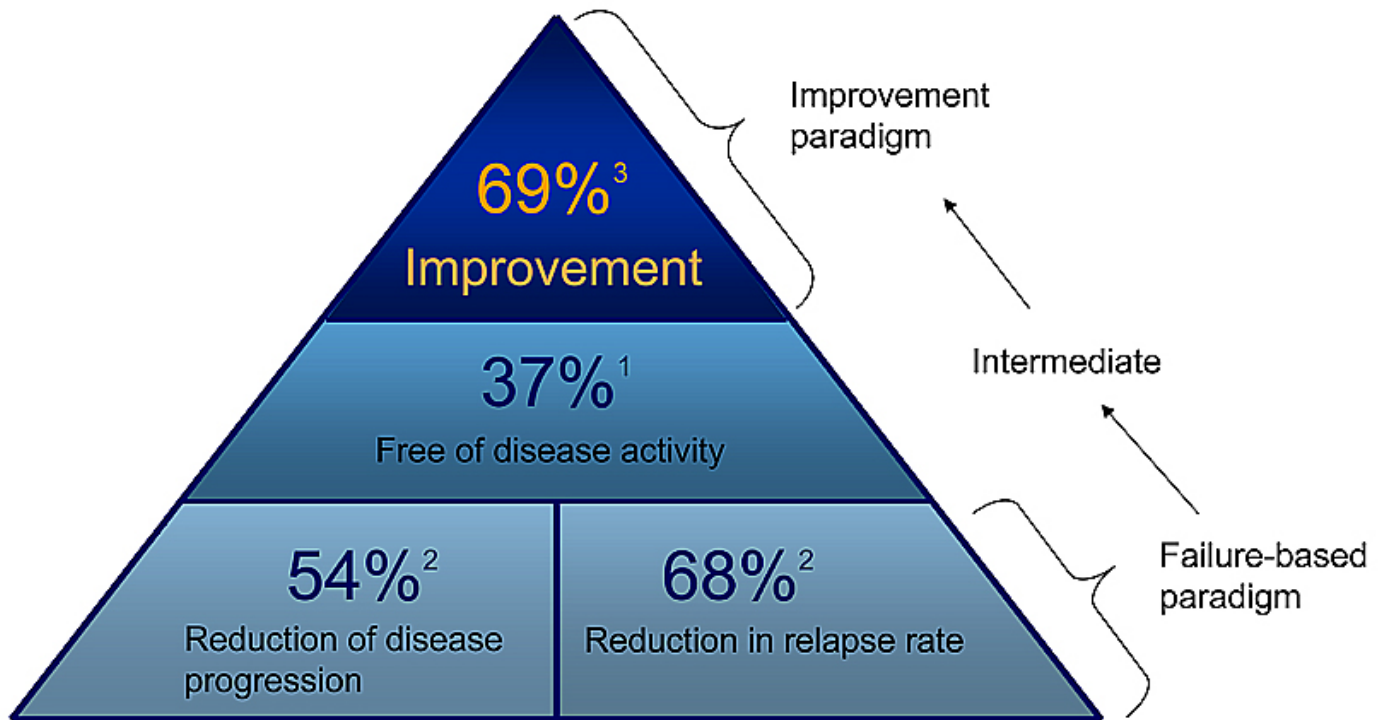 Improvement
paradigm
69%3
Improvement
Intermediate
37%1
Free of disease activity
Failure-based
paradigm
54%2
Reduction of disease
progression
68%2
Reduction in relapse rate